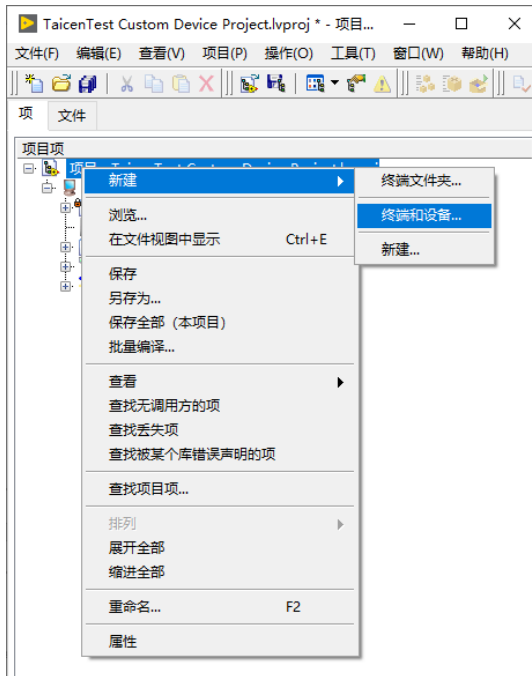 TaicenTest Custom Device Project.lvproj * - 项目...
文件(F) 编辑(E) 查看(V) 项目(P) 操作(O) 工具(T) 窗口(W) 帮助(H)
项 文件
项目项
新建
终端文件夹...
终端和设备...
新建...
浏览...
在文件视图中显示 Ctrl+E
保存
另存为...
保存全部（本项目）
批量编译...
查看
查找无调用方的项
查找丢失项
查找被某个库错误声明的项
查找项目项...
排列
展开全部
缩进全部
重命名... F2
属性